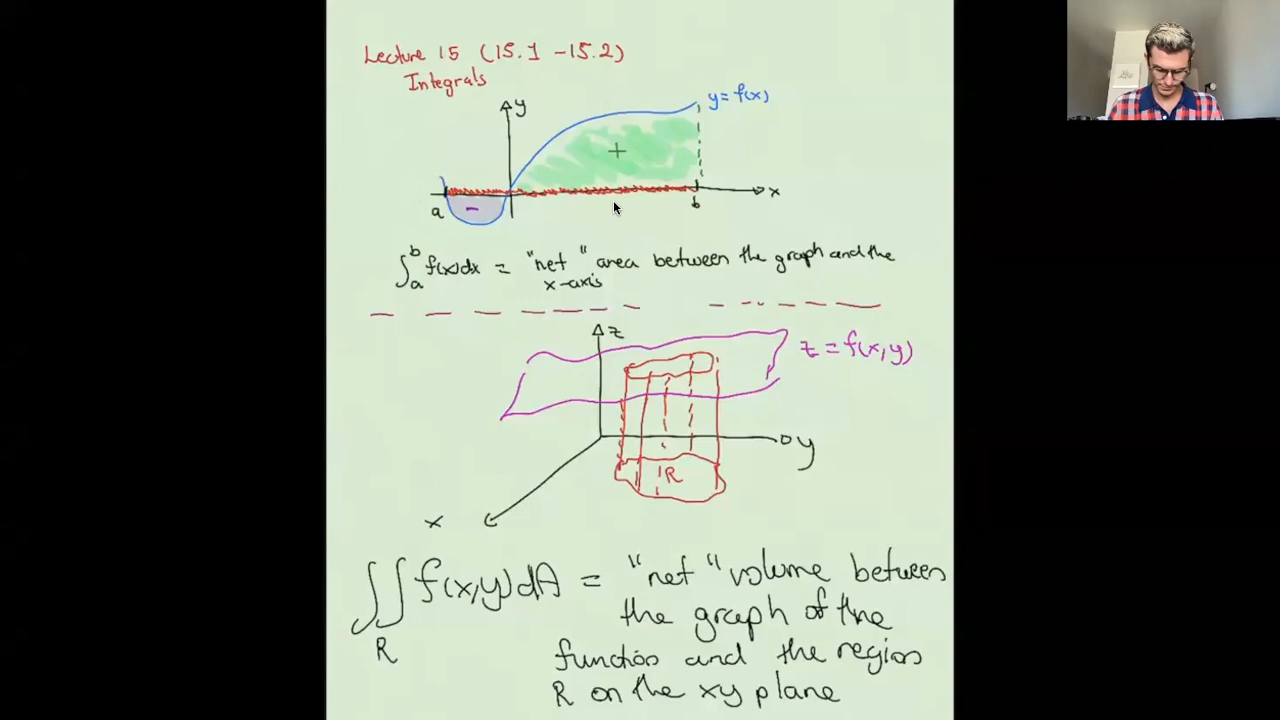 Lecture 15 (15.1 - 15.2)
Integrals
y
y = f(x)
+
x
a
-
b
∫_a^b f(x)dx = "net" area between the graph and the
x-axis
z
z = f(x,y)
y
R
x
∬_R f(x,y)dA = "net" volume between
the graph of the
function and the region
R on the xy plane